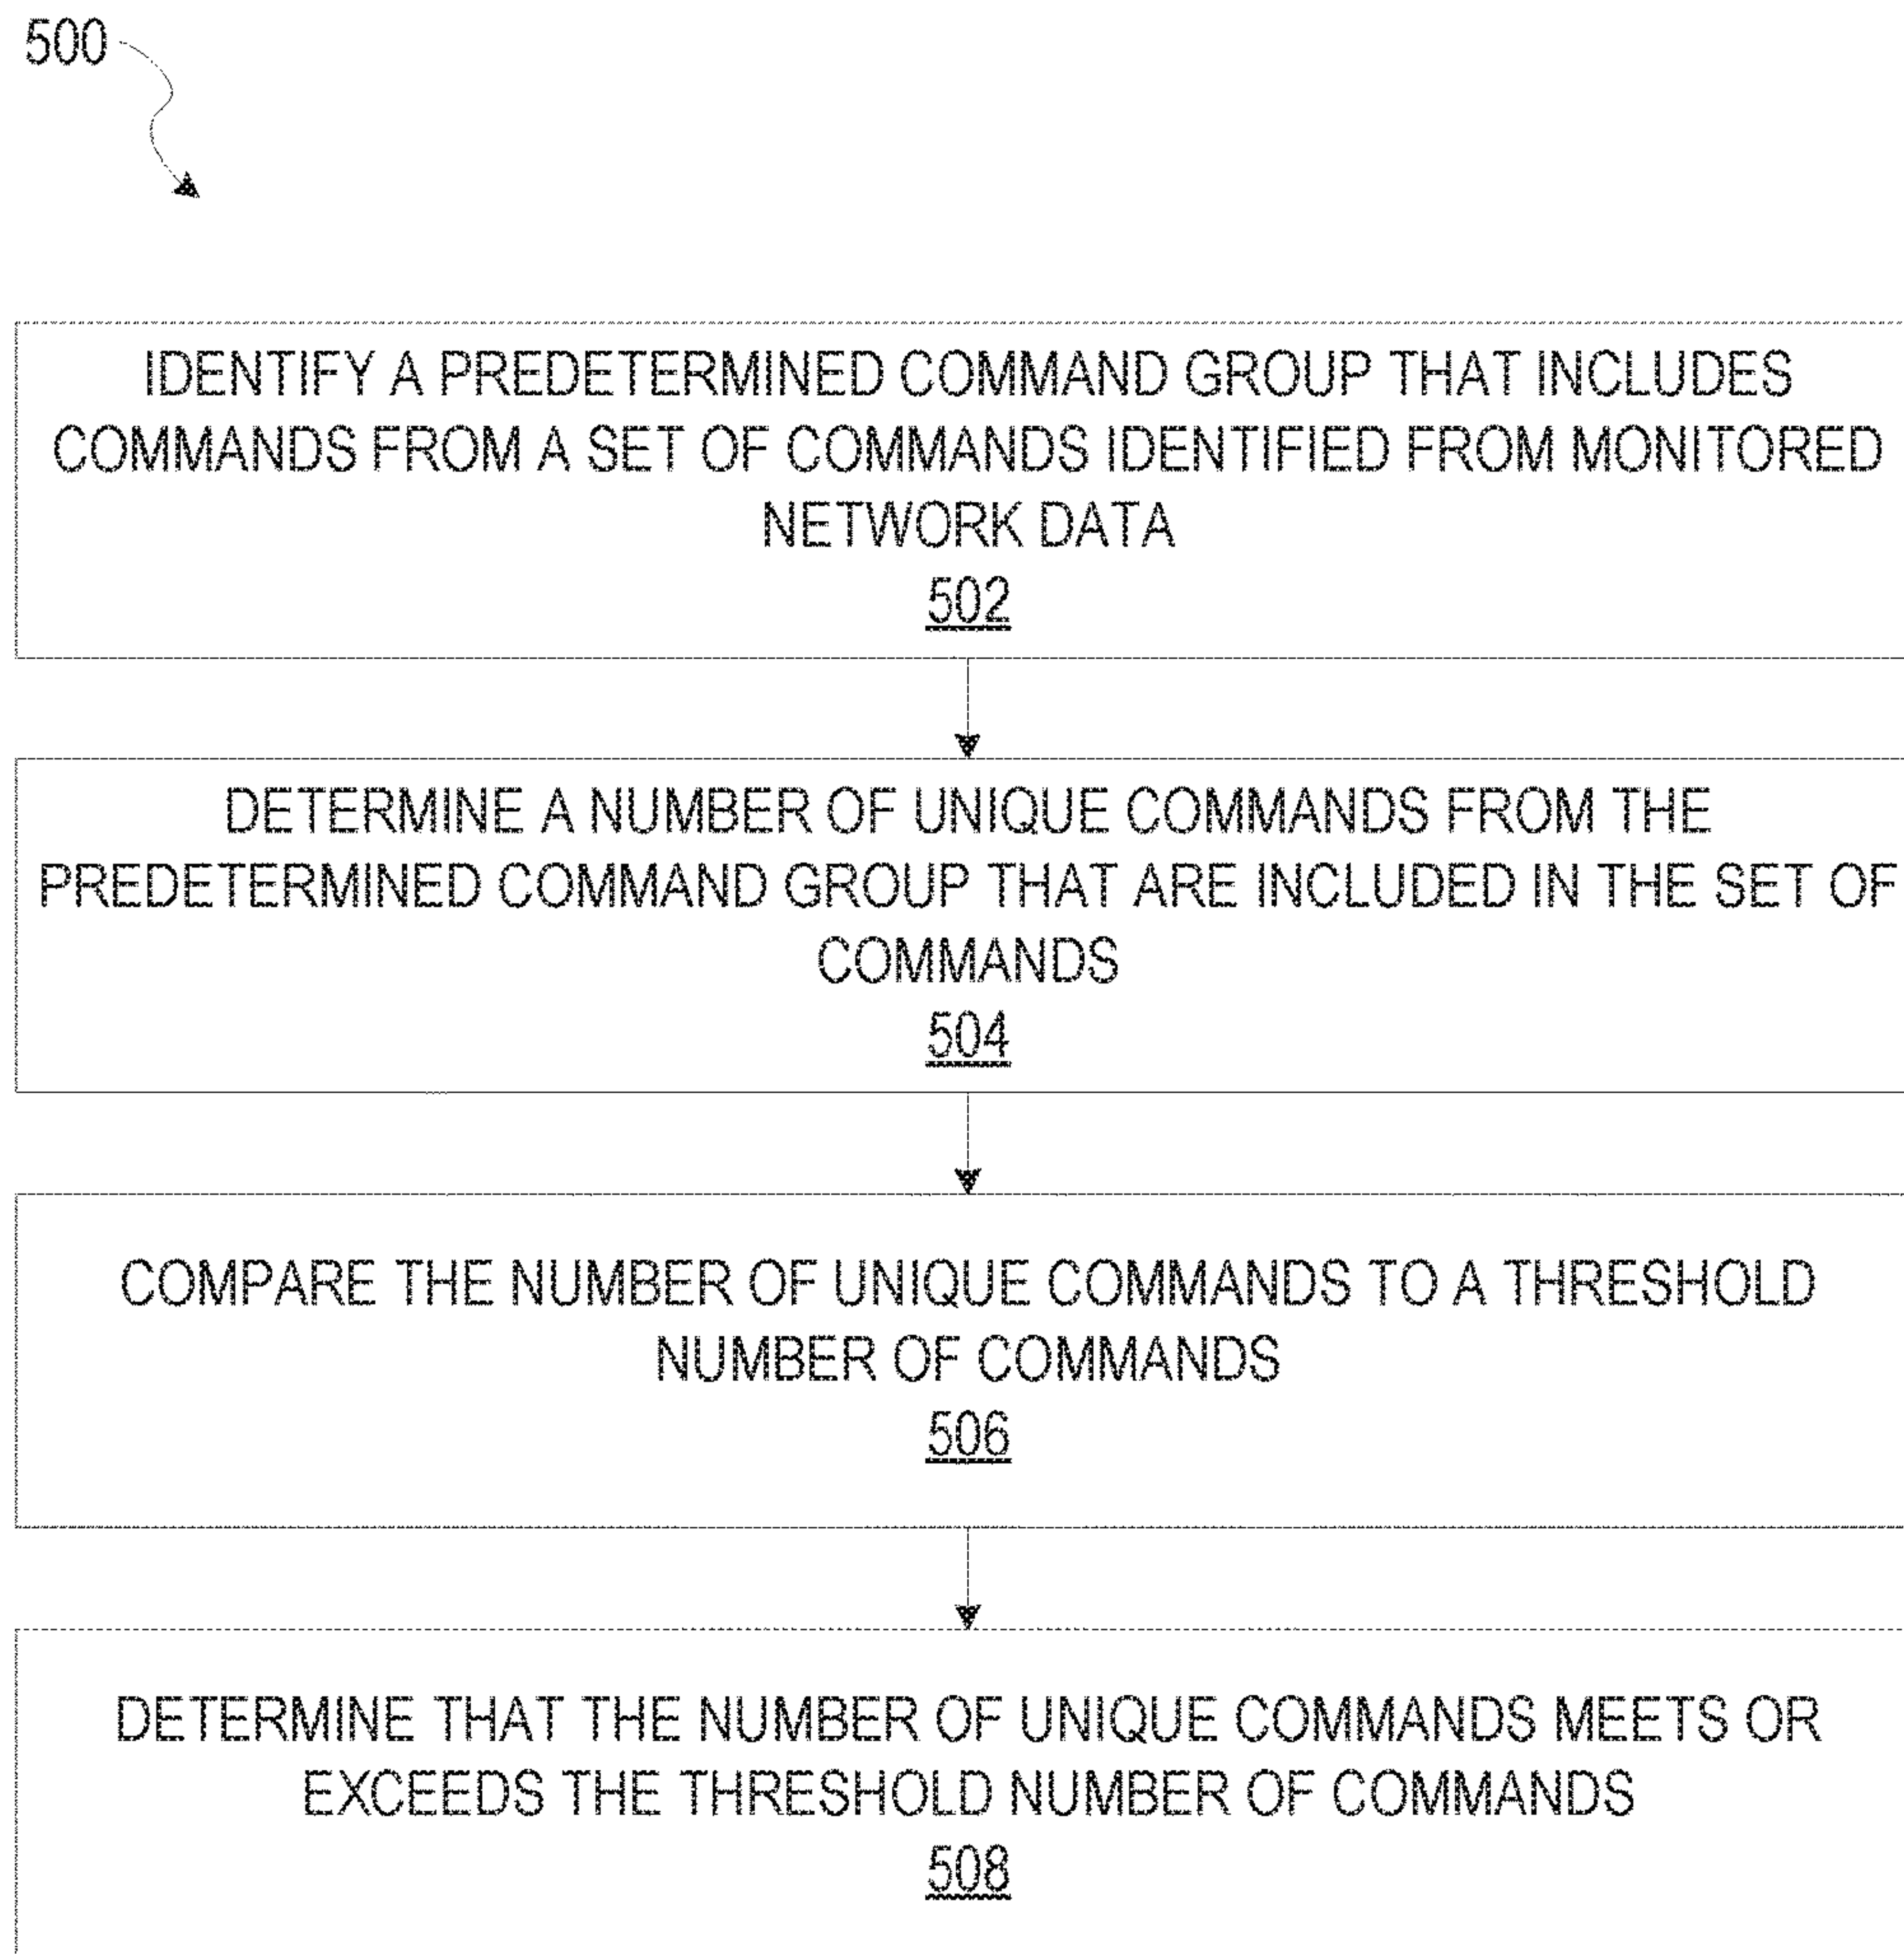 500
IDENTIFY A PREDETERMINED COMMAND GROUP THAT INCLUDES
COMMANDS FROM A SET OF COMMANDS IDENTIFIED FROM MONITORED
NETWORK DATA
502
DETERMINE A NUMBER OF UNIQUE COMMANDS FROM THE
PREDETERMINED COMMAND GROUP THAT ARE INCLUDED IN THE SET OF
COMMANDS
504
COMPARE THE NUMBER OF UNIQUE COMMANDS TO A THRESHOLD
NUMBER OF COMMANDS
506
DETERMINE THAT THE NUMBER OF UNIQUE COMMANDS MEETS OR
EXCEEDS THE THRESHOLD NUMBER OF COMMANDS
508